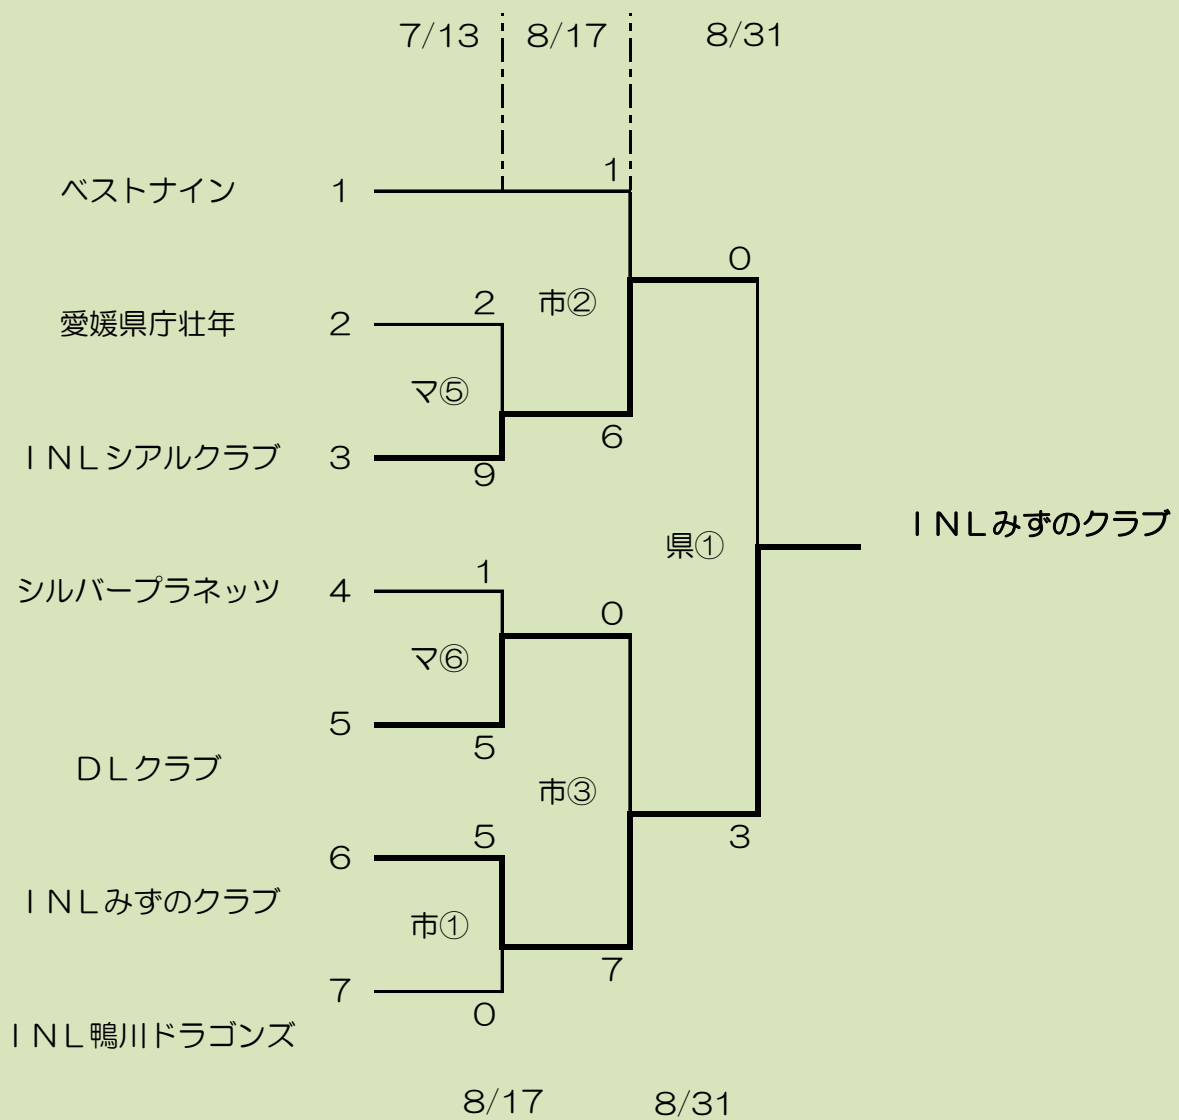 7/13 8/17 8/31
1
ベストナイン 1
0
2 市②
愛媛県庁壮年 2
マ⑤
6
INLシアルクラブ 3
9
INLみずのクラブ
県①
1
シルバープラネッツ 4
0
マ⑥
5
5
DLクラブ
市③
5 3
6
INLみずのクラブ
市①
7
7
0
INL鴨川ドラゴンズ
8/17 8/31